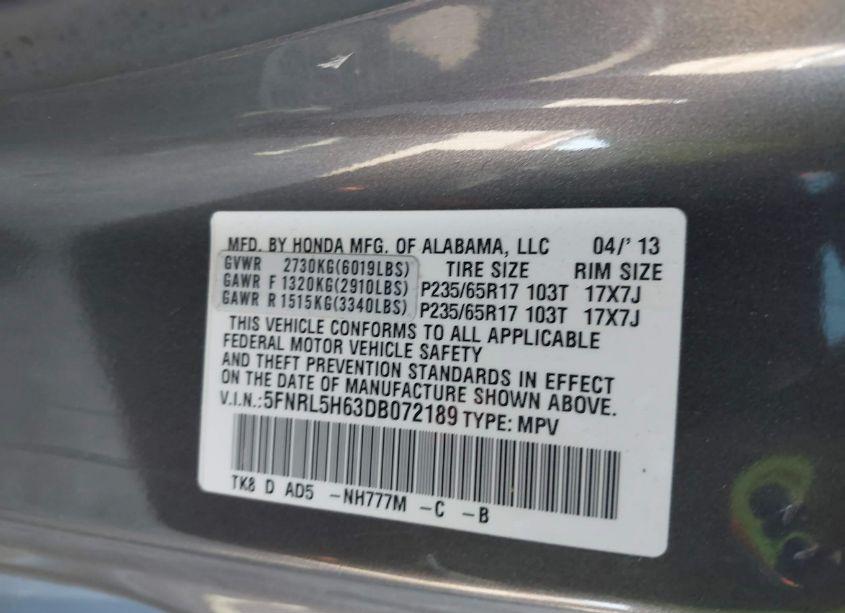 MFD. BY HONDA MFG. OF ALABAMA, LLC 04/' 13
GVWR 2730KG(6019LBS) TIRE SIZE RIM SIZE
GAWR F 1320KG(2910LBS) P235/65R17 103T 17X7J
GAWR R 1515KG(3340LBS) P235/65R17 103T 17X7J
THIS VEHICLE CONFORMS TO ALL APPLICABLE
FEDERAL MOTOR VEHICLE SAFETY
AND THEFT PREVENTION STANDARDS IN EFFECT
ON THE DATE OF MANUFACTURE SHOWN ABOVE.
V.I.N.:5FNRL5H63DB072189 TYPE: MPV
TK8 D AD5 -NH777M -C -B